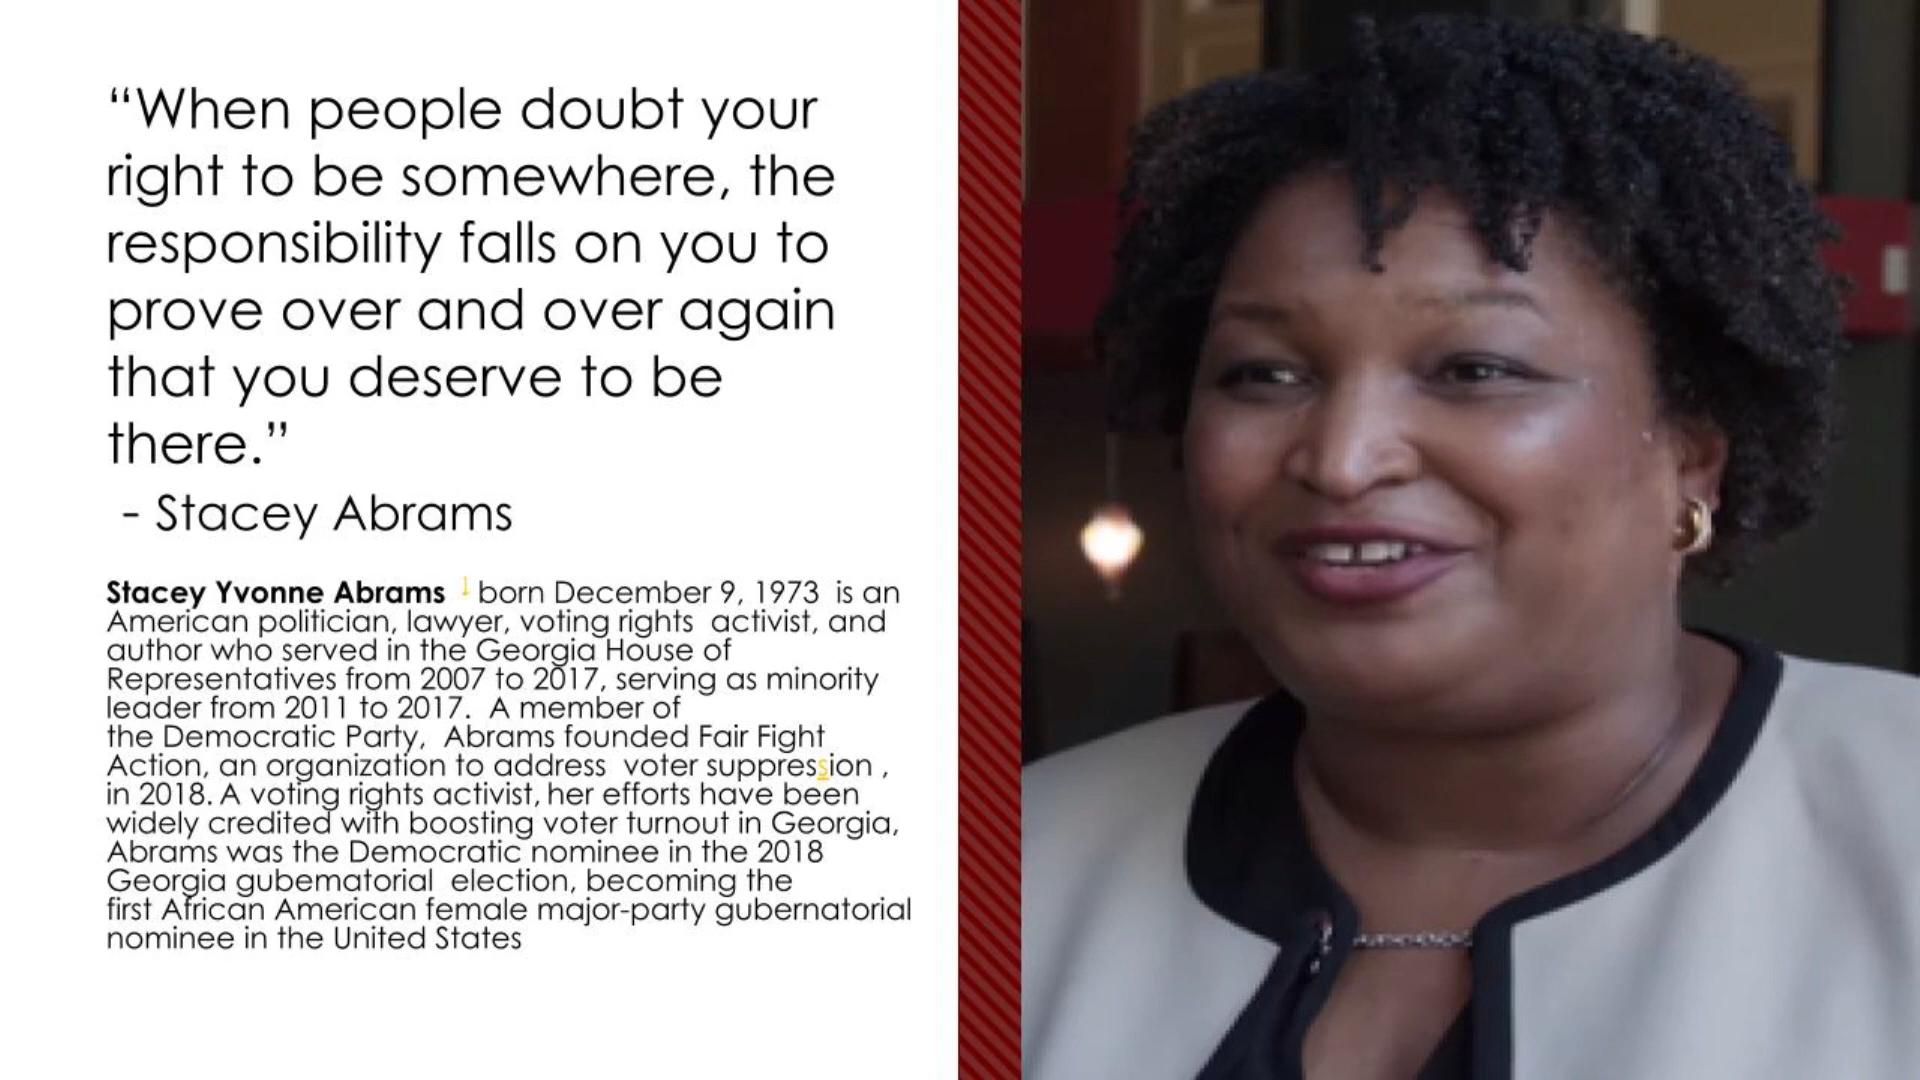 “When people doubt your
right to be somewhere, the
responsibility falls on you to
prove over and over again
that you deserve to be
there.”
- Stacey Abrams
Stacey Yvonne Abrams ] born December 9, 1973 is an
American politician, lawyer, voting rights activist, and
author who served in the Georgia House of
Representatives from 2007 to 2017, serving as minority
leader from 2011 to 2017. A member of
the Democratic Party, Abrams founded Fair Fight
Action, an organization to address voter suppression ,
in 2018. A voting rights activist, her efforts have been
widely credited with boosting voter turnout in Georgia,
Abrams was the Democratic nominee in the 2018
Georgia gubernatorial election, becoming the
first African American female major-party gubernatorial
nominee in the United States